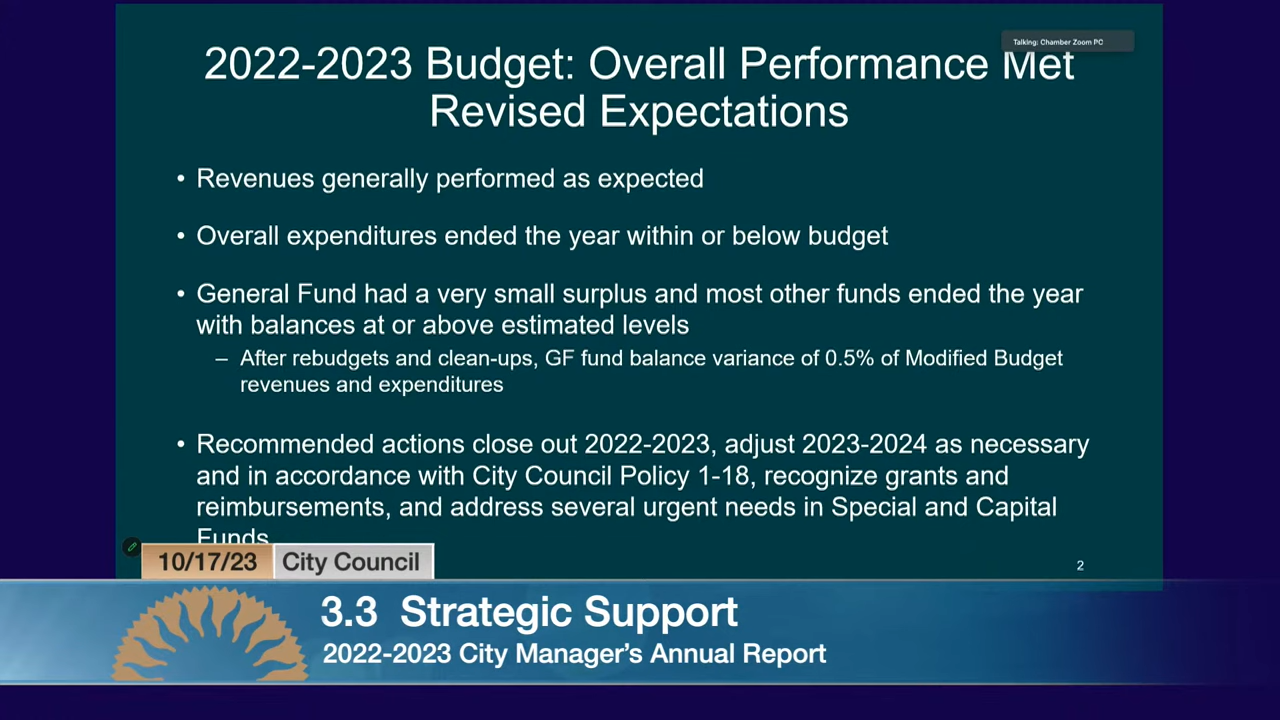 Talking: Chamber Zoom PC
2022-2023 Budget: Overall Performance Met
Revised Expectations
• Revenues generally performed as expected
• Overall expenditures ended the year within or below budget
• General Fund had a very small surplus and most other funds ended the year
with balances at or above estimated levels
– After rebudgets and clean-ups, GF fund balance variance of 0.5% of Modified Budget
revenues and expenditures
• Recommended actions close out 2022-2023, adjust 2023-2024 as necessary
and in accordance with City Council Policy 1-18, recognize grants and
reimbursements, and address several urgent needs in Special and Capital
Funds
2
10/17/23 City Council
3.3 Strategic Support
2022-2023 City Manager's Annual Report